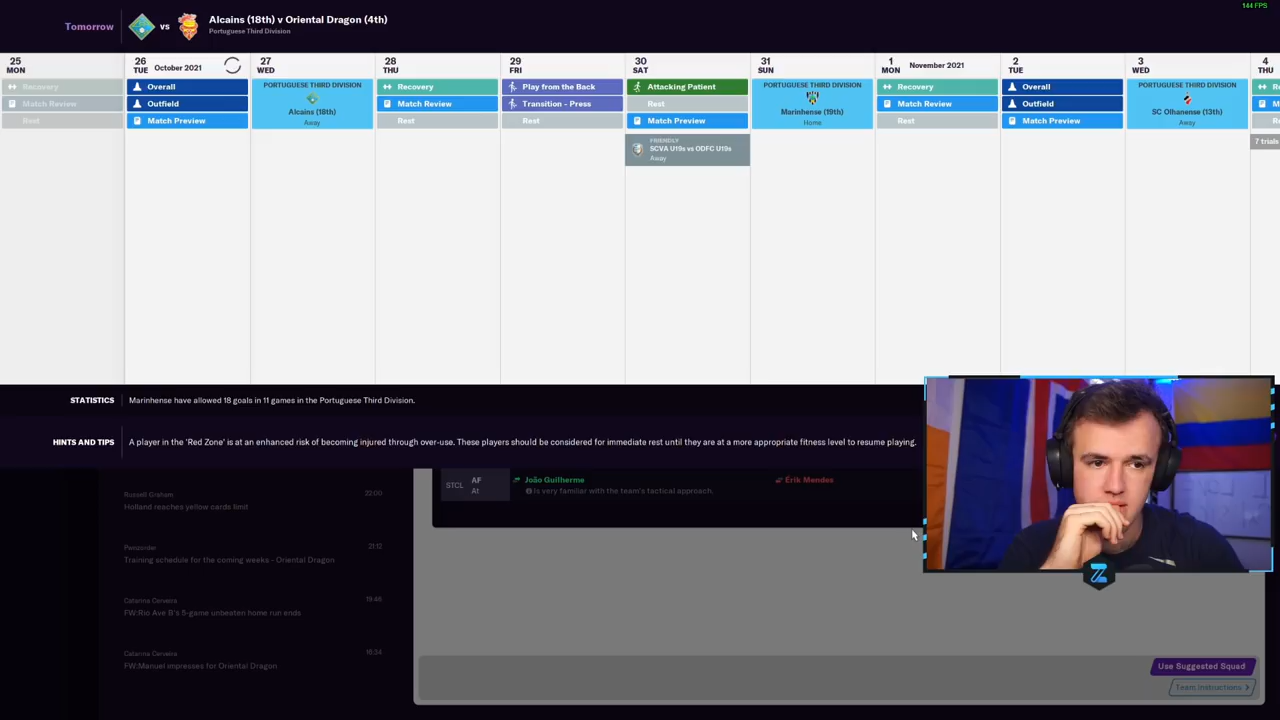 144 FPS
Tomorrow
vs
Alcains (18th) v Oriental Dragon (4th)
Portuguese Third Division
25
MON
Recovery
Match Review
Rest
26
TUE October 2021
Overall
Outfield
Match Preview
27
WED
PORTUGUESE THIRD DIVISION
Alcains (18th)
Away
28
THU
Recovery
Match Review
Rest
29
FRI
Play from the Back
Transition - Press
Rest
30
SAT
Attacking Patient
Rest
Match Preview
FRIENDLY
SCVA U19s vs ODFC U19s
Away
31
SUN
PORTUGUESE THIRD DIVISION
Marinhense (19th)
Home
1
MON November 2021
Recovery
Match Review
Rest
2
TUE
Overall
Outfield
Match Preview
3
WED
PORTUGUESE THIRD DIVISION
SC Olhanense (13th)
Away
4
THU
7 trials
STATISTICS Marinhense have allowed 18 goals in 11 games in the Portuguese Third Division.
HINTS AND TIPS A player in the 'Red Zone' is at an enhanced risk of becoming injured through over-use. These players should be considered for immediate rest until they are at a more appropriate fitness level to resume playing.
STCL
AF
At
João Guilherme
Is very familiar with the team's tactical approach.
Érik Mendes
Russell Graham 22:00
Holland reaches yellow cards limit
21:12
Training schedule for the coming weeks - Oriental Dragon
Catarina Cerveira 19:46
FW:Rio Ave B's 5-game unbeaten home run ends
Catarina Cerveira 16:34
FW:Manuel impresses for Oriental Dragon
Use Suggested Squad
Team Instructions >